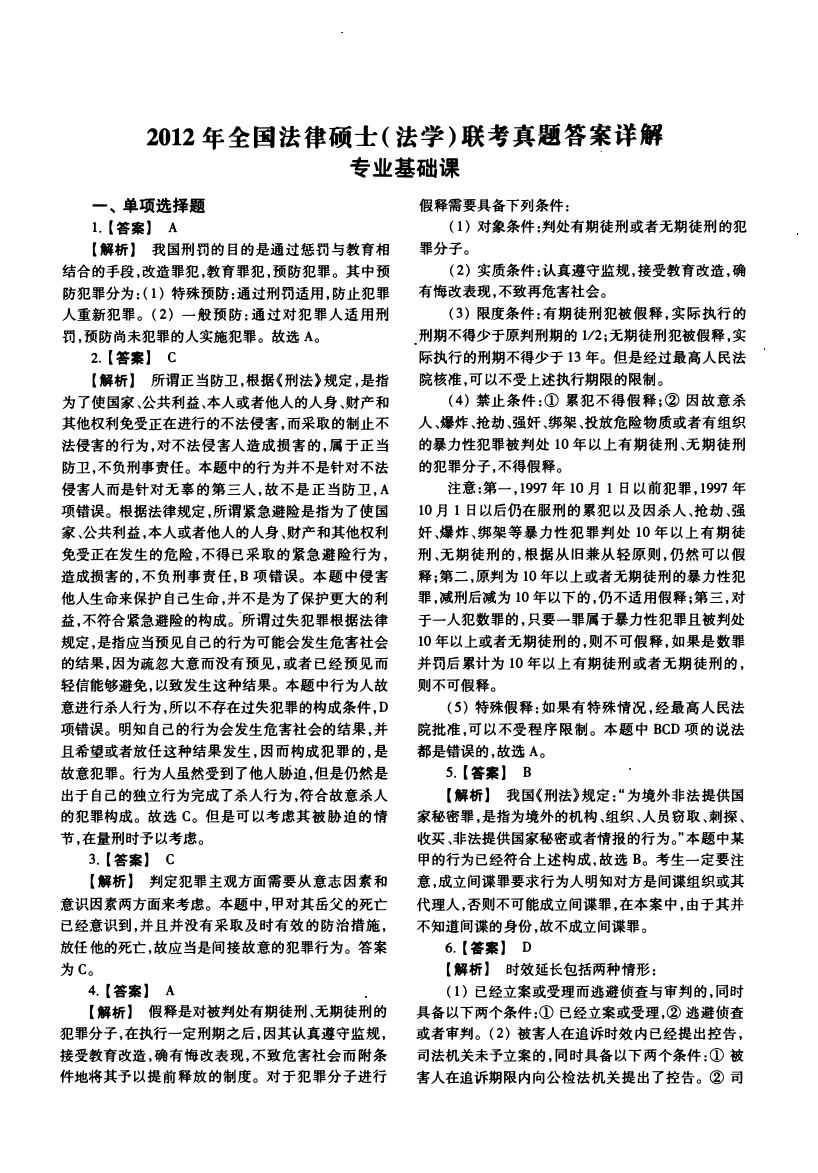 2012 年全国法律硕士(法学)联考真题答案详解
专业基础课
一、单项选择题
1.【答案】 A
【解析】 我国刑罚的目的是通过惩罚与教育相
结合的手段,改造罪犯,教育罪犯,预防犯罪。其中预
防犯罪分为:(1) 特殊预防:通过刑罚适用,防止犯罪
人重新犯罪。(2) 一般预防:通过对犯罪人适用刑
罚,预防尚未犯罪的人实施犯罪。故选 A。
2.【答案】 C
【解析】 所谓正当防卫,根据《刑法》规定,是指
为了使国家、公共利益、本人或者他人的人身、财产和
其他权利免受正在进行的不法侵害,而采取的制止不
法侵害的行为,对不法侵害人造成损害的,属于正当
防卫,不负刑事责任。本题中的行为并不是针对不法
侵害人而是针对无辜的第三人,故不是正当防卫,A
项错误。根据法律规定,所谓紧急避险是指为了使国
家、公共利益,本人或者他人的人身、财产和其他权利
免受正在发生的危险,不得已采取的紧急避险行为,
造成损害的,不负刑事责任,B 项错误。本题中侵害
他人生命来保护自己生命,并不是为了保护更大的利
益,不符合紧急避险的构成。所谓过失犯罪根据法律
规定,是指应当预见自己的行为可能会发生危害社会
的结果,因为疏忽大意而没有预见,或者已经预见而
轻信能够避免,以致发生这种结果。本题中行为人故
意进行杀人行为,所以不存在过失犯罪的构成条件,D
项错误。明知自己的行为会发生危害社会的结果,并
且希望或者放任这种结果发生,因而构成犯罪的,是
故意犯罪。行为人虽然受到了他人胁迫,但是仍然是
出于自己的独立行为完成了杀人行为,符合故意杀人
的犯罪构成。故选 C。但是可以考虑其被胁迫的情
节,在量刑时予以考虑。
3.【答案】 C
【解析】 判定犯罪主观方面需要从意志因素和
意识因素两方面来考虑。本题中,甲对其岳父的死亡
已经意识到,并且并没有采取及时有效的防治措施,
放任他的死亡,故应当是间接故意的犯罪行为。答案
为 C。
4.【答案】 A
【解析】 假释是对被判处有期徒刑、无期徒刑的
犯罪分子,在执行一定刑期之后,因其认真遵守监规,
接受教育改造,确有悔改表现,不致危害社会而附条
件地将其予以提前释放的制度。对于犯罪分子进行
假释需要具备下列条件:
(1) 对象条件:判处有期徒刑或者无期徒刑的犯
罪分子。
(2) 实质条件:认真遵守监规,接受教育改造,确
有悔改表现,不致再危害社会。
(3) 限度条件:有期徒刑犯被假释,实际执行的
刑期不得少于原判刑期的 1/2;无期徒刑犯被假释,实
际执行的刑期不得少于 13 年。但是经过最高人民法
院核准,可以不受上述执行期限的限制。
(4) 禁止条件:① 累犯不得假释;② 因故意杀
人、爆炸、抢劫、强奸、绑架、投放危险物质或者有组织
的暴力性犯罪被判处 10 年以上有期徒刑、无期徒刑
的犯罪分子,不得假释。
注意:第一,1997 年 10 月 1 日以前犯罪,1997 年
10 月 1 日以后仍在服刑的累犯以及因杀人、抢劫、强
奸、爆炸、绑架等暴力性犯罪判处 10 年以上有期徒
刑、无期徒刑的,根据从旧兼从轻原则,仍然可以假
释;第二,原判为 10 年以上或者无期徒刑的暴力性犯
罪,减刑后减为 10 年以下的,仍不适用假释;第三,对
于一人犯数罪的,只要一罪属于暴力性犯罪且被判处
10 年以上或者无期徒刑的,则不可假释,如果是数罪
并罚后累计为 10 年以上有期徒刑或者无期徒刑的,
则不可假释。
(5) 特殊假释:如果有特殊情况,经最高人民法
院批准,可以不受程序限制。本题中 BCD 项的说法
都是错误的,故选 A。
5.【答案】 B
【解析】 我国《刑法》规定:“为境外非法提供国
家秘密罪,是指为境外的机构、组织、人员窃取、刺探、
收买、非法提供国家秘密或者情报的行为。”本题中某
甲的行为已经符合上述构成,故选 B。考生一定要注
意,成立间谍罪要求行为人明知对方是间谍组织或其
代理人,否则不可能成立间谍罪,在本案中,由于其并
不知道间谍的身份,故不成立间谍罪。
6.【答案】 D
【解析】 时效延长包括两种情形:
(1) 已经立案或受理而逃避侦查与审判的,同时
具备以下两个条件:① 已经立案或受理,② 逃避侦查
或者审判。(2) 被害人在追诉时效内已经提出控告,
司法机关未予立案的,同时具备以下两个条件:① 被
害人在追诉期限内向公检法机关提出了控告。② 司